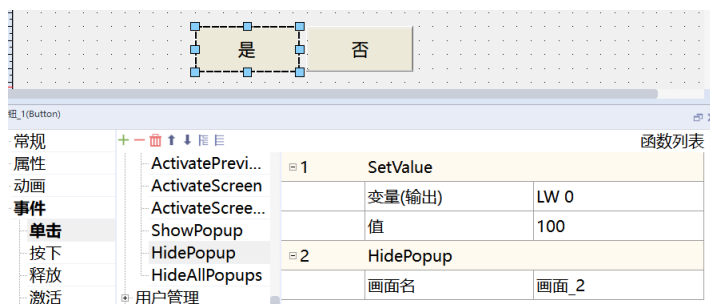 是 否
钮_1(Button)
常规
属性
动画
事件
单击
按下
释放
激活
函数列表
ActivatePrevi...
ActivateScreen
ActivateScree...
ShowPopup
HidePopup
HideAllPopups
用户管理
1 SetValue
变量(输出) LW 0
值 100
2 HidePopup
画面名 画面_2